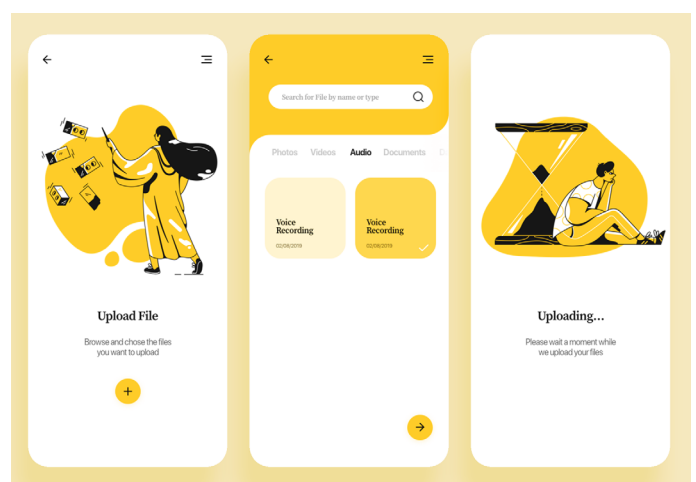 Upload File
Browse and chose the files
you want to upload
Search for File by name or type
Photos Videos Audio Documents
Voice
Recording
02/08/2019
Voice
Recording
02/08/2019
Uploading...
Please wait a moment while
we upload your files